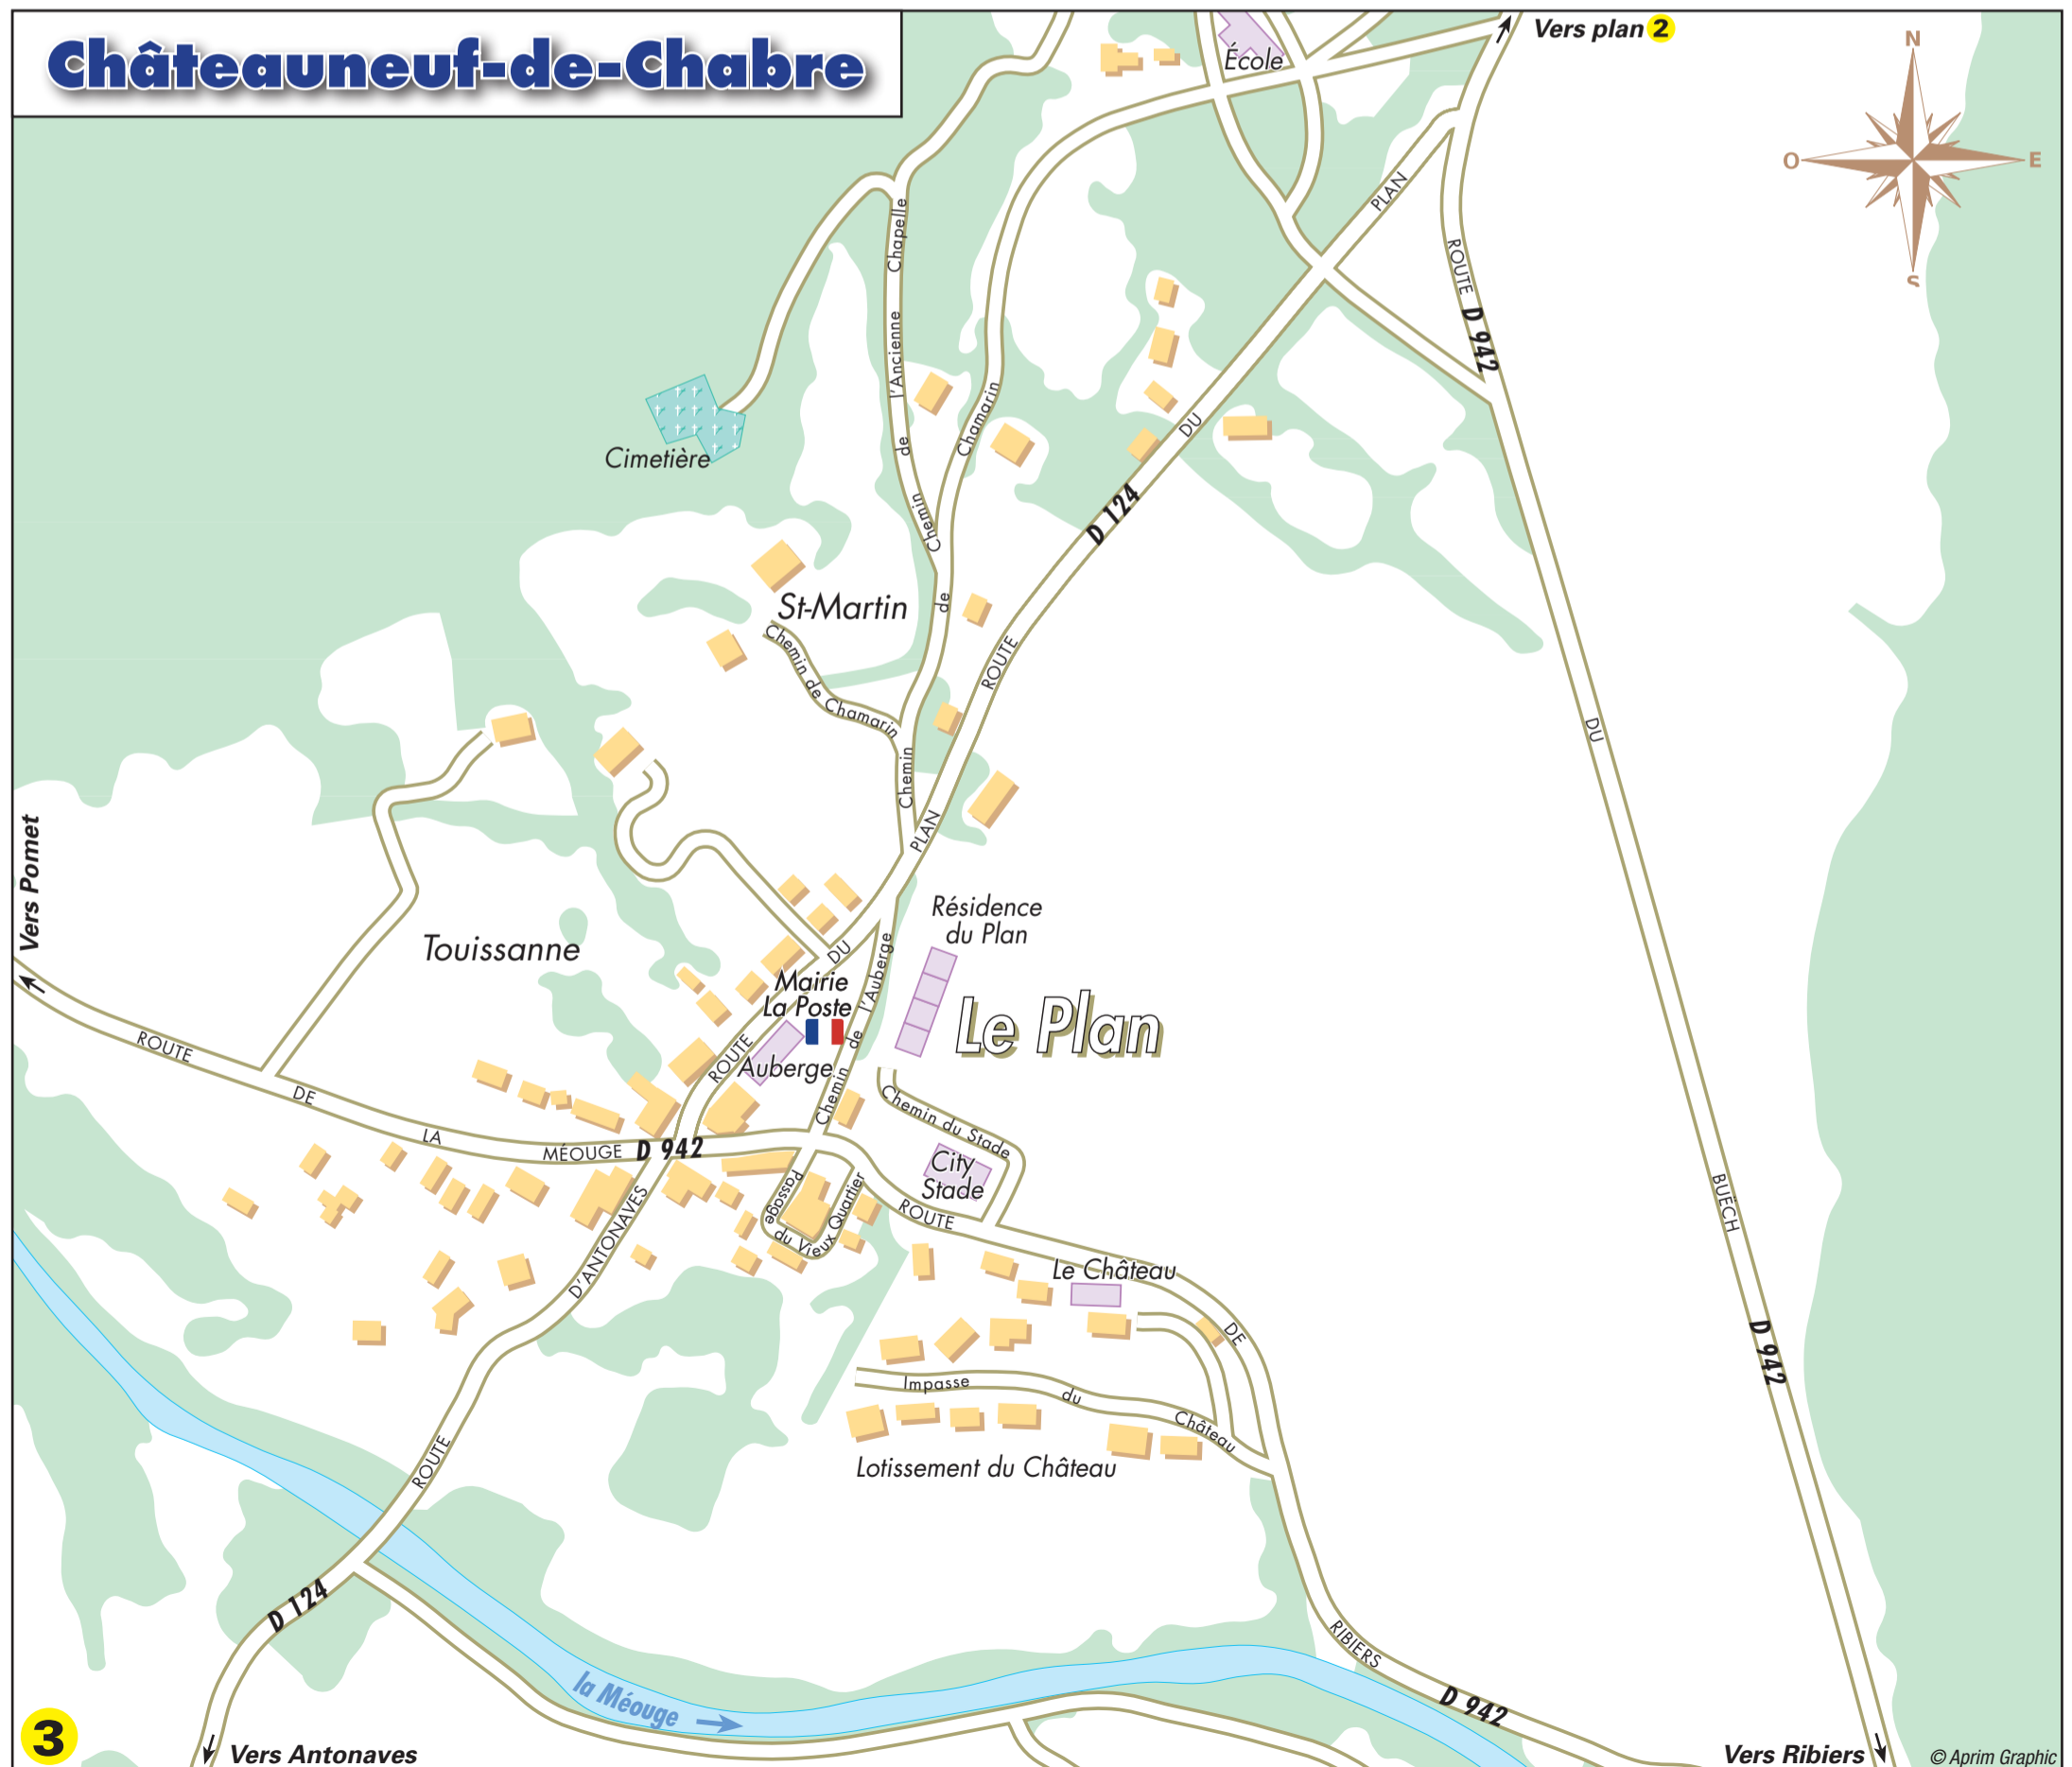 Châteauneuf-de-Chabre
Vers plan 2
École
N
O
E
S
PLAN
ROUTE
D 942
Chemin de l'Ancienne Chapelle
Chamarin
DU
D 124
Cimetière
St-Martin
Chemin de Chamarin
de
ROUTE
Chemin
PLAN
DU
Vers Pomet
Touissanne
Résidence
du Plan
DU
Mairie
La Poste
Chemin de l'Auberge
Le Plan
ROUTE
Auberge
ROUTE
DE
LA
MÉOUGE
D 942
Chemin du Stade
City
Stade
Passage
du Vieux Quartier
ROUTE
D'ANTONAVES
BUËCH
Le Château
DE
D 942
Impasse du Château
Lotissement du Château
ROUTE
D 124
RIBIERS
la Méouge
D 942
3
Vers Antonaves
Vers Ribiers
© Aprim Graphic